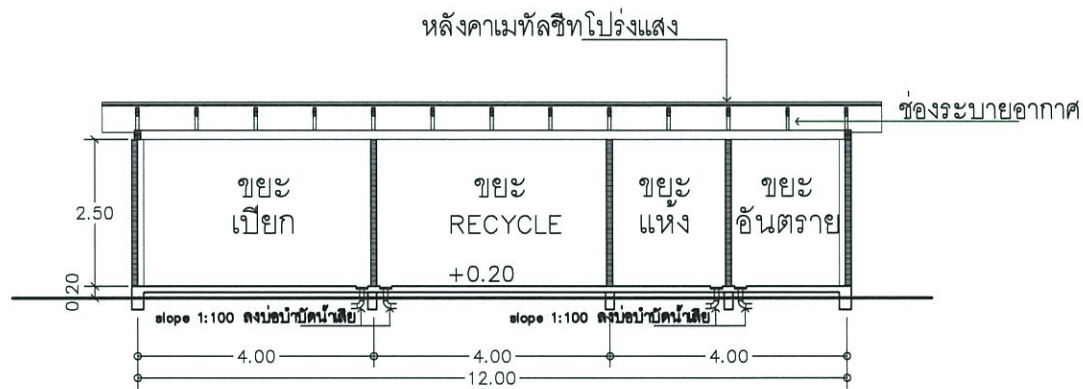 หลังคาเมทัลชีทโปร่งแสง
ช่องระบายอากาศ
ขยะ
เปียก
ขยะ
RECYCLE
ขยะ
แห้ง
ขยะ
อันตราย
2.50
0.20
+0.20
slope 1:100 ลงบ่อบำบัดน้ำเสีย
slope 1:100 ลงบ่อบำบัดน้ำเสีย
4.00
4.00
4.00
12.00